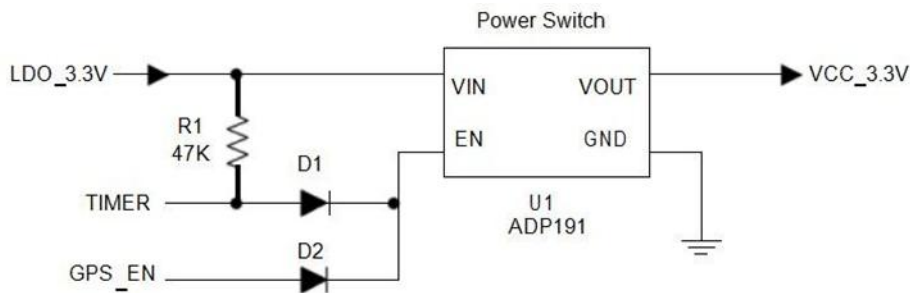 Power Switch
LDO_3.3V
VIN
VOUT
VCC_3.3V
R1
47K
EN
GND
D1
TIMER
U1
ADP191
D2
GPS_EN